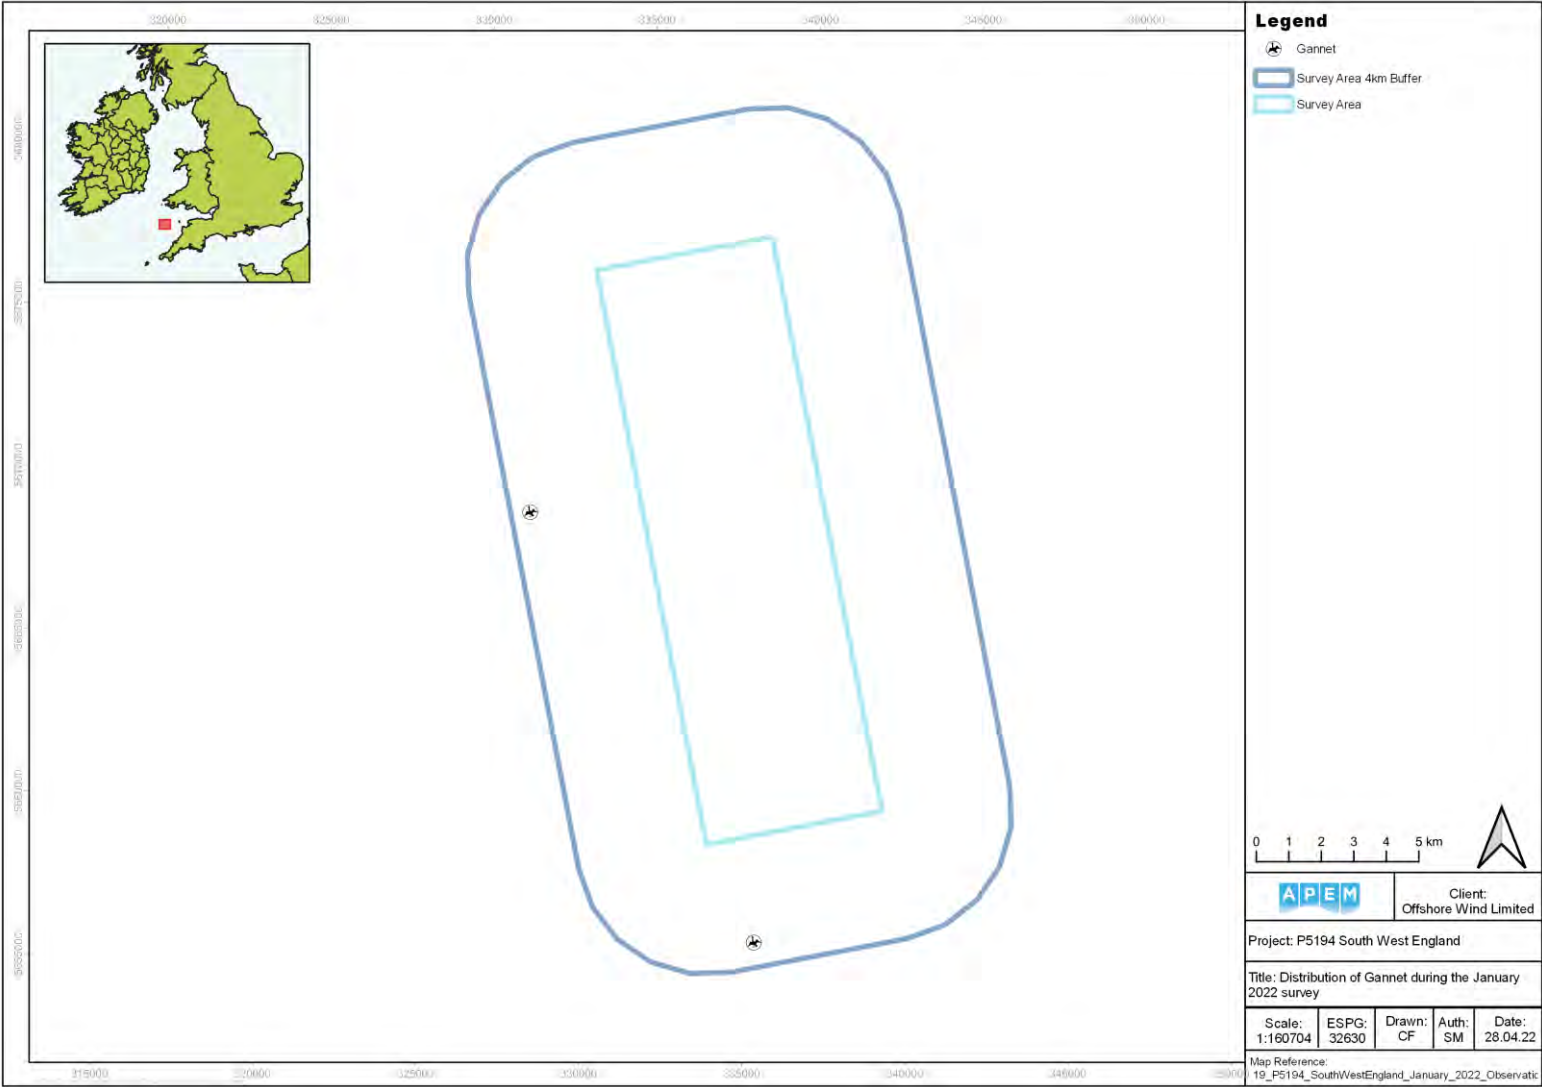 320000 325000 330000 335000 340000 345000 350000
Legend
Gannet
Survey Area 4km Buffer
Survey Area
0 1 2 3 4 5 km
APEM
Client:
Offshore Wind Limited
Project: P5194 South West England
Title: Distribution of Gannet during the January
2022 survey
Scale:
1:160704
ESPG:
32630
Drawn:
CF
Auth:
SM
Date:
28.04.22
Map Reference:
19_P5194_SouthWestEngland_January_2022_Observatic
315000 320000 325000 330000 335000 340000 345000